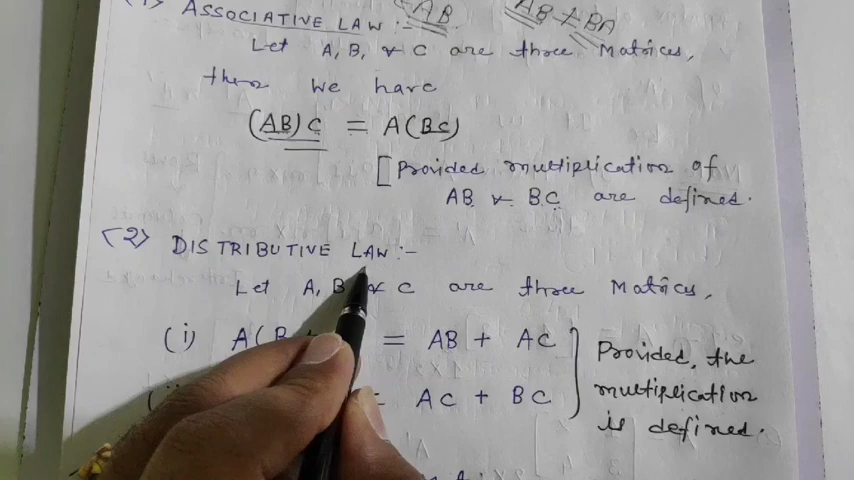 ASSOCIATIVE LAW :- AB AB ≠ BA
Let A, B, & C are three Matrices,
then we have
(AB)C = A(BC)
[Provided multiplication of
AB & BC are defined.
(2) DISTRIBUTIVE LAW :-
Let A, B & C are three Matrices,
(i) A(B = AB + AC
= AC + BC
Provided, the
multiplication
is defined.